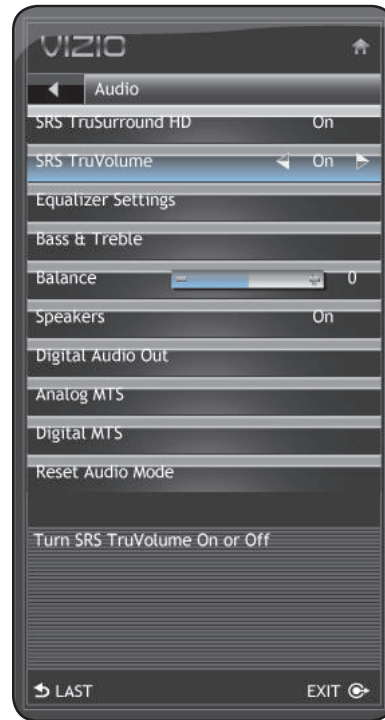 VIZIO
Audio
SRS TruSurround HD On
SRS TruVolume On
Equalizer Settings
Bass & Treble
Balance 0
Speakers On
Digital Audio Out
Analog MTS
Digital MTS
Reset Audio Mode
Turn SRS TruVolume On or Off
LAST EXIT